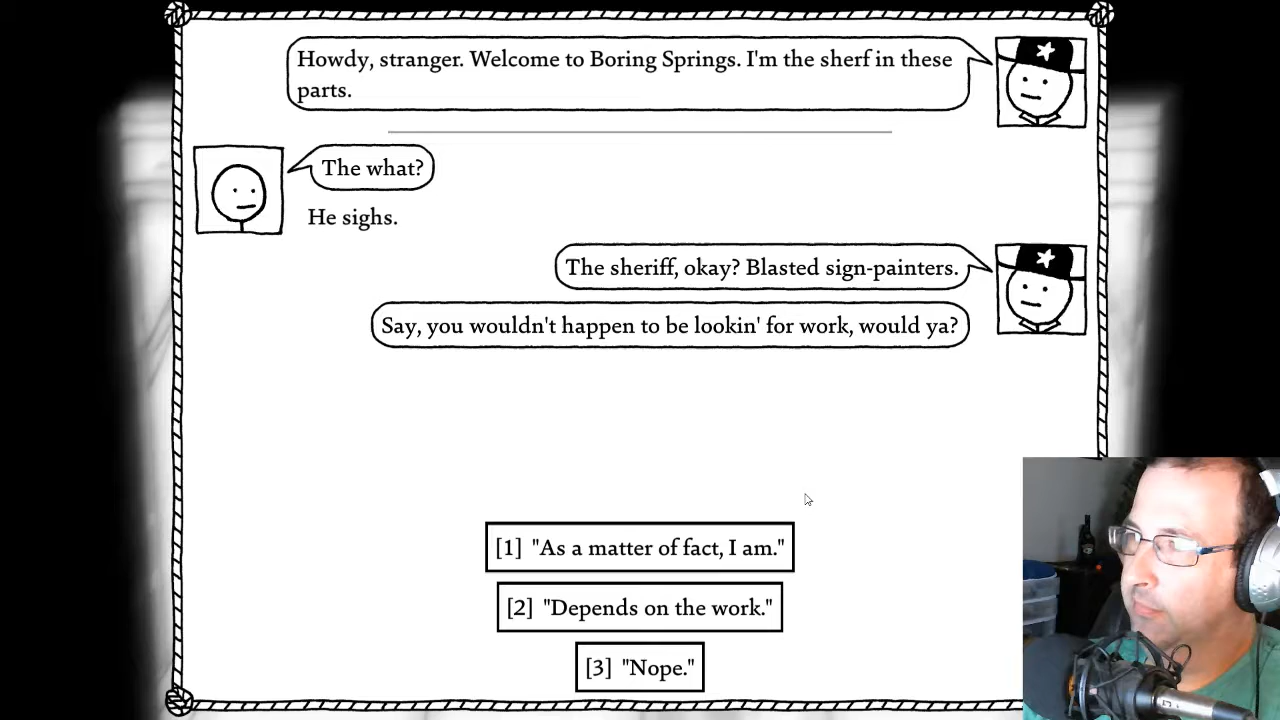 Howdy, stranger. Welcome to Boring Springs. I'm the sherf in these
parts.
The what?
He sighs.
The sheriff, okay? Blasted sign-painters.
Say, you wouldn't happen to be lookin' for work, would ya?
[1] "As a matter of fact, I am."
[2] "Depends on the work."
[3] "Nope."